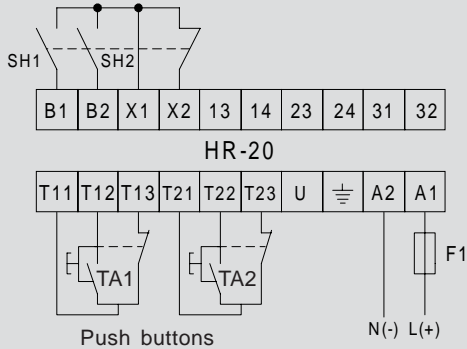 SH1 SH2
B1 B2 X1 X2 13 14 23 24 31 32
HR-20
T11 T12 T13 T21 T22 T23 U A2 A1
TA1 TA2 F1
N(-) L(+)
Push buttons